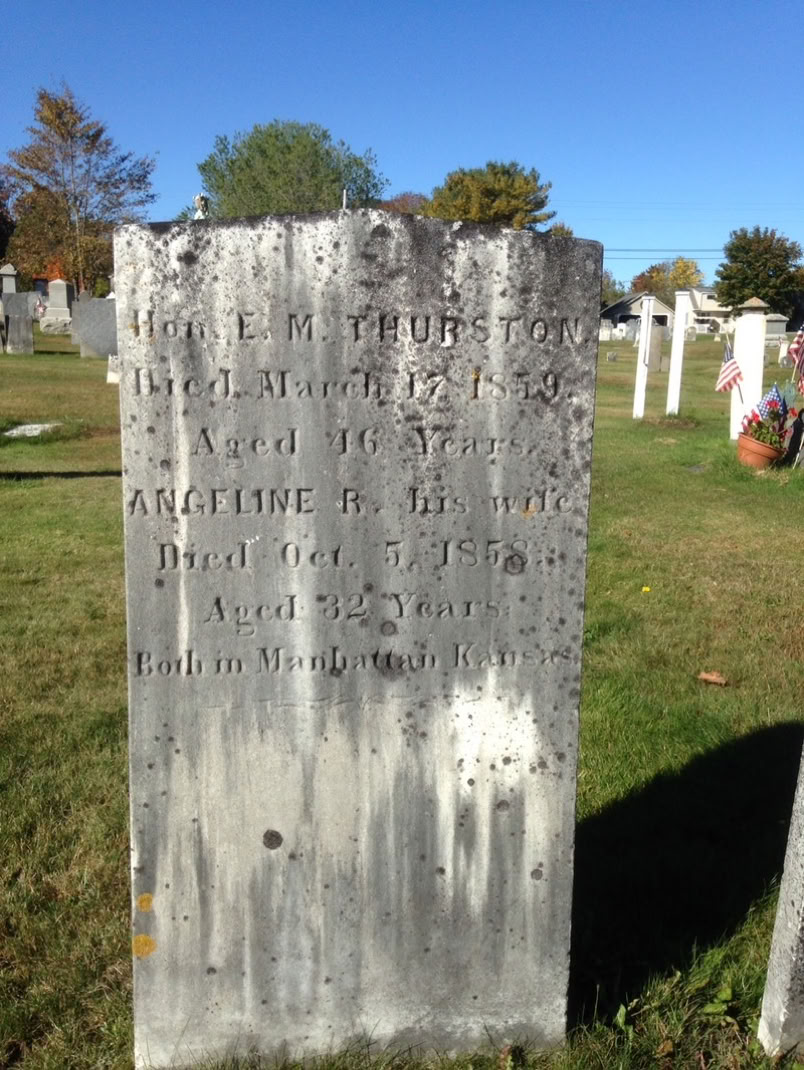 Hon. E. M. THURSTON.
Died March 17, 1859.
Aged 46 Years.
ANGELINE R. his wife
Died Oct. 5, 1858.
Aged 32 Years.
Both in Manhattan Kansas